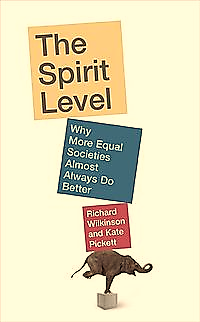 The
Spirit
Level
Why
More Equal
Societies
Almost
Always Do
Better
Richard
Wilkinson
and Kate
Pickett